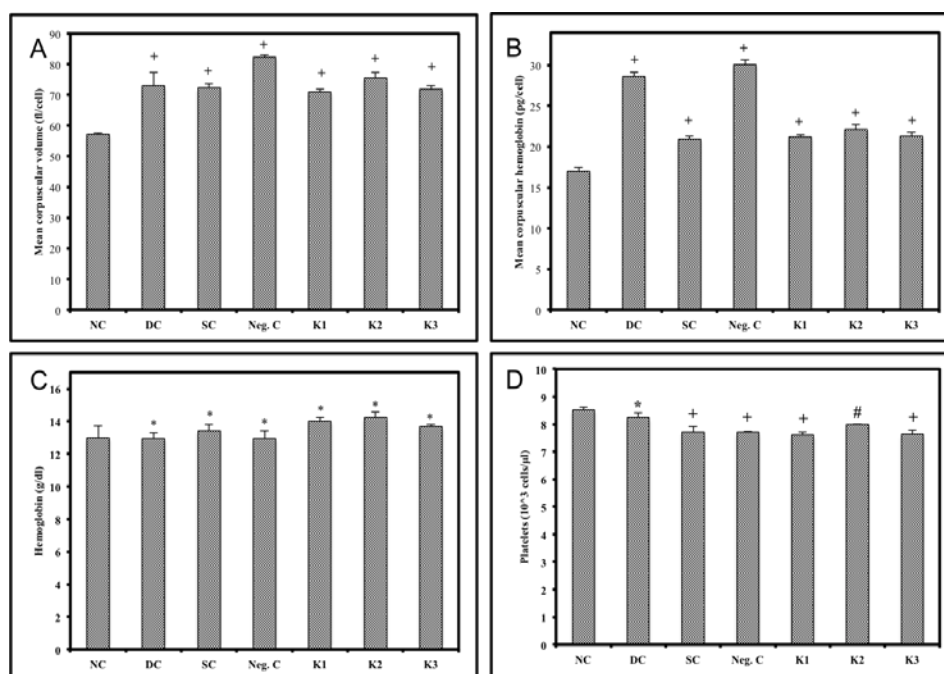 A
Mean corpuscular volume (fl/cell)
90
80
70
60
50
40
30
20
10
0
+ + + + + +
NC DC SC Neg. C K1 K2 K3
B
Mean corpuscular hemoglobin (pg/cell)
30
25
20
15
10
5
0
+ + + + + +
NC DC SC Neg. C K1 K2 K3
C
Hemoglobin (g/dl)
16
14
12
10
8
6
4
2
0
* * * * * *
NC DC SC Neg. C K1 K2 K3
D
Platelets (10^3 cells/µl)
10
9
8
7
6
5
4
3
2
1
0
* + + + # +
NC DC SC Neg. C K1 K2 K3